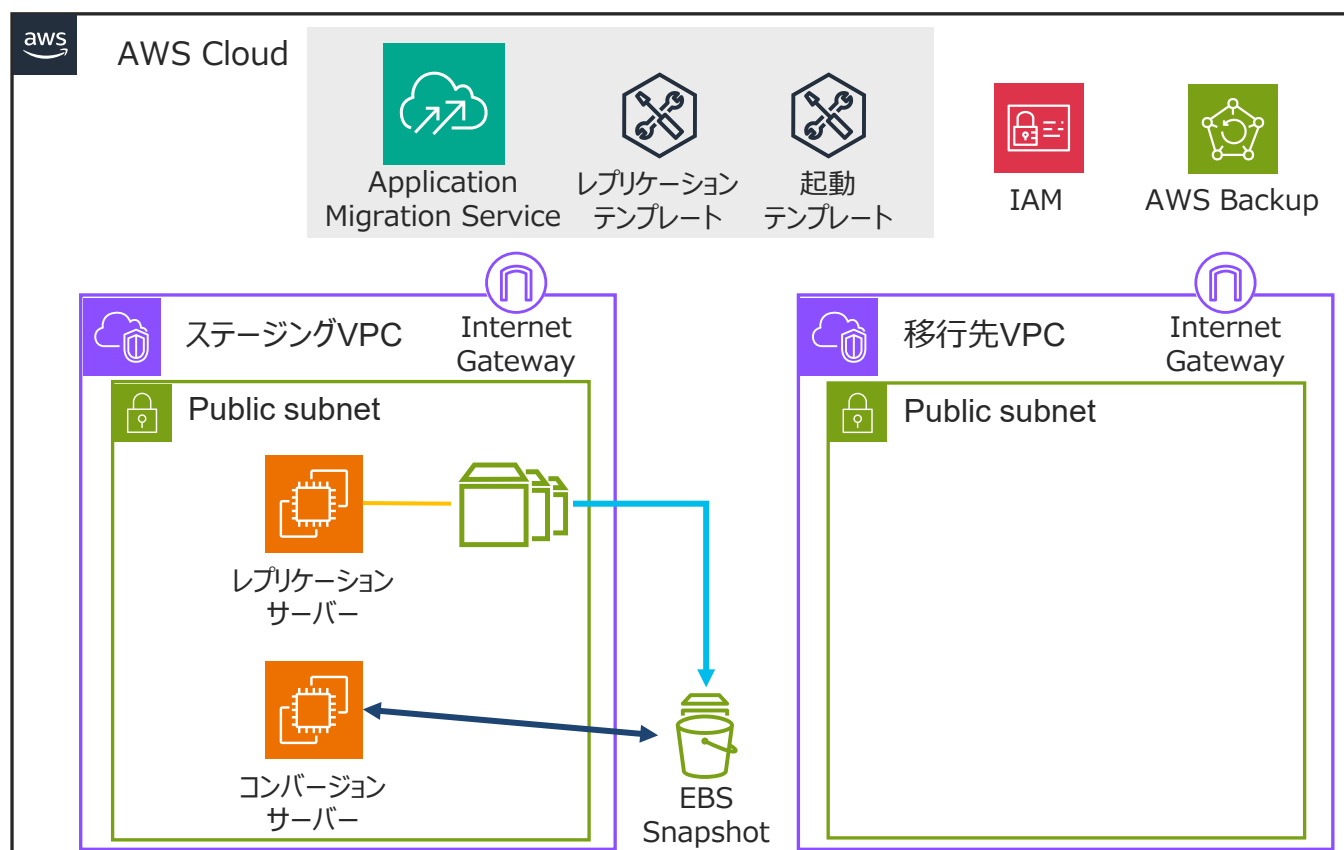 aws
AWS Cloud
Application
Migration Service
レプリケーション
テンプレート
起動
テンプレート
IAM
AWS Backup
ステージングVPC
Internet
Gateway
移行先VPC
Internet
Gateway
Public subnet
Public subnet
レプリケーション
サーバー
コンバージョン
サーバー
EBS
Snapshot